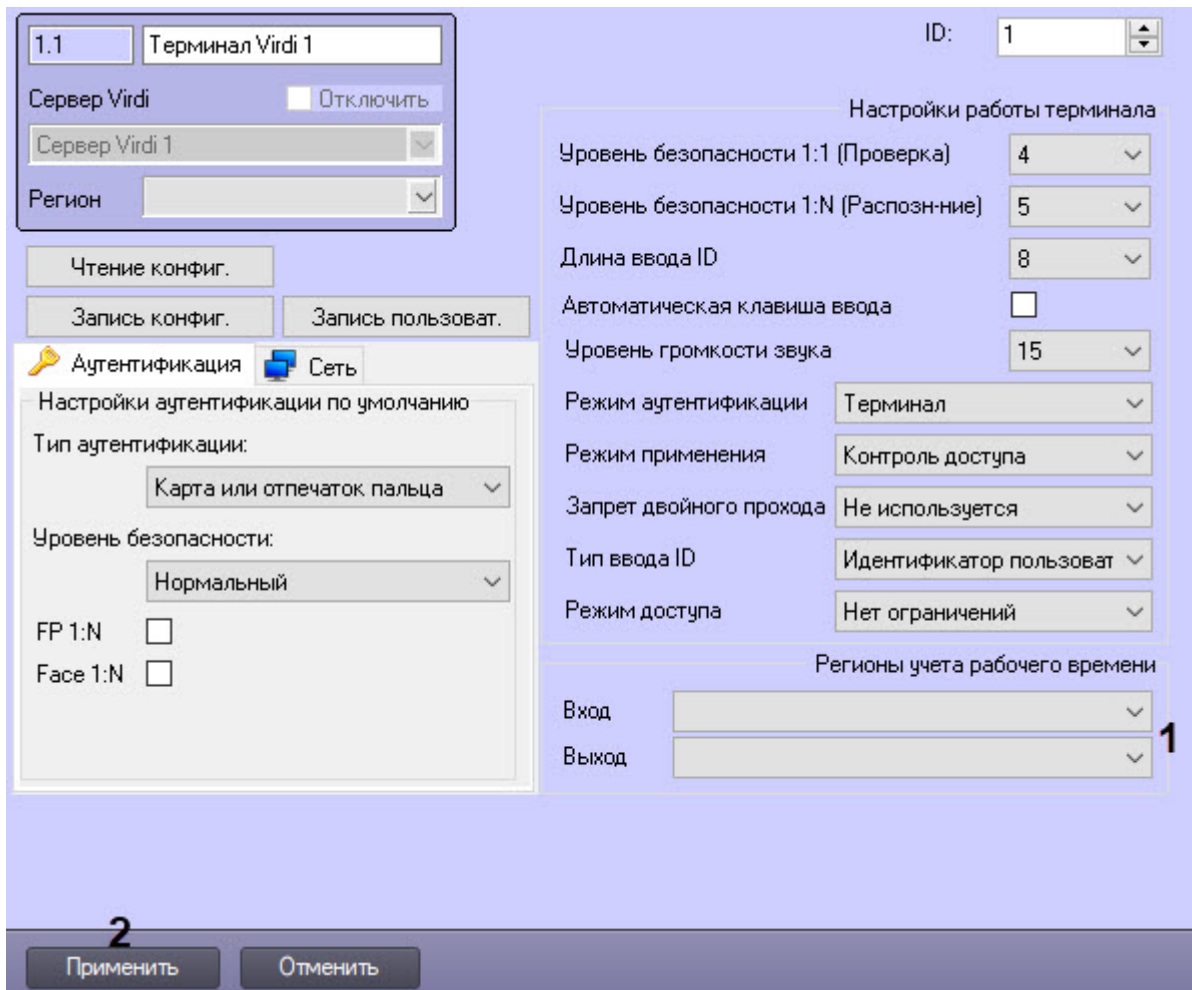 1.1 Терминал Virdi 1
Сервер Virdi Отключить
Сервер Virdi 1
Регион
Чтение конфиг.
Запись конфиг. Запись пользоват.
Аутентификация Сеть
Настройки аутентификации по умолчанию
Тип аутентификации:
Карта или отпечаток пальца
Уровень безопасности:
Нормальный
FP 1:N
Face 1:N
ID: 1
Настройки работы терминала
Уровень безопасности 1:1 (Проверка) 4
Уровень безопасности 1:N (Распозн-ние) 5
Длина ввода ID 8
Автоматическая клавиша ввода
Уровень громкости звука 15
Режим аутентификации Терминал
Режим применения Контроль доступа
Запрет двойного прохода Не используется
Тип ввода ID Идентификатор пользоват
Режим доступа Нет ограничений
Регионы учета рабочего времени
Вход
1
Выход
2
Применить Отменить